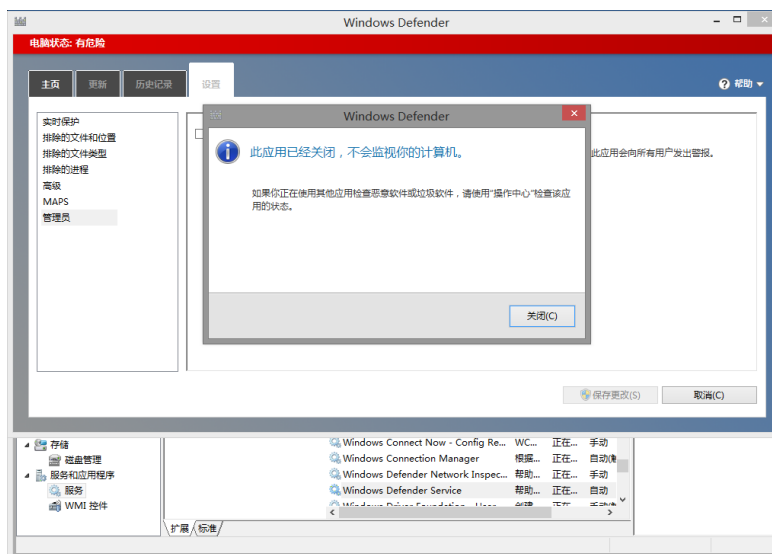 Windows Defender
电脑状态: 有危险
主页 更新 历史记录 设置 帮助
实时保护
排除的文件和位置
排除的文件类型
排除的进程
高级
MAPS
管理员
此应用会向所有用户发出警报。
Windows Defender
此应用已经关闭，不会监视你的计算机。
如果你正在使用其他应用检查恶意软件或垃圾软件，请使用“操作中心”检查该应
用的状态。
关闭(C)
保存更改(S) 取消(C)
存储
磁盘管理
服务和应用程序
服务
WMI 控件
Windows Connect Now - Config Re... WC... 正在... 手动
Windows Connection Manager 根据... 正在... 自动
Windows Defender Network Inspec... 帮助... 正在... 手动
Windows Defender Service 帮助... 正在... 自动
Windows Driver Foundation - User 创建 正在
扩展 标准